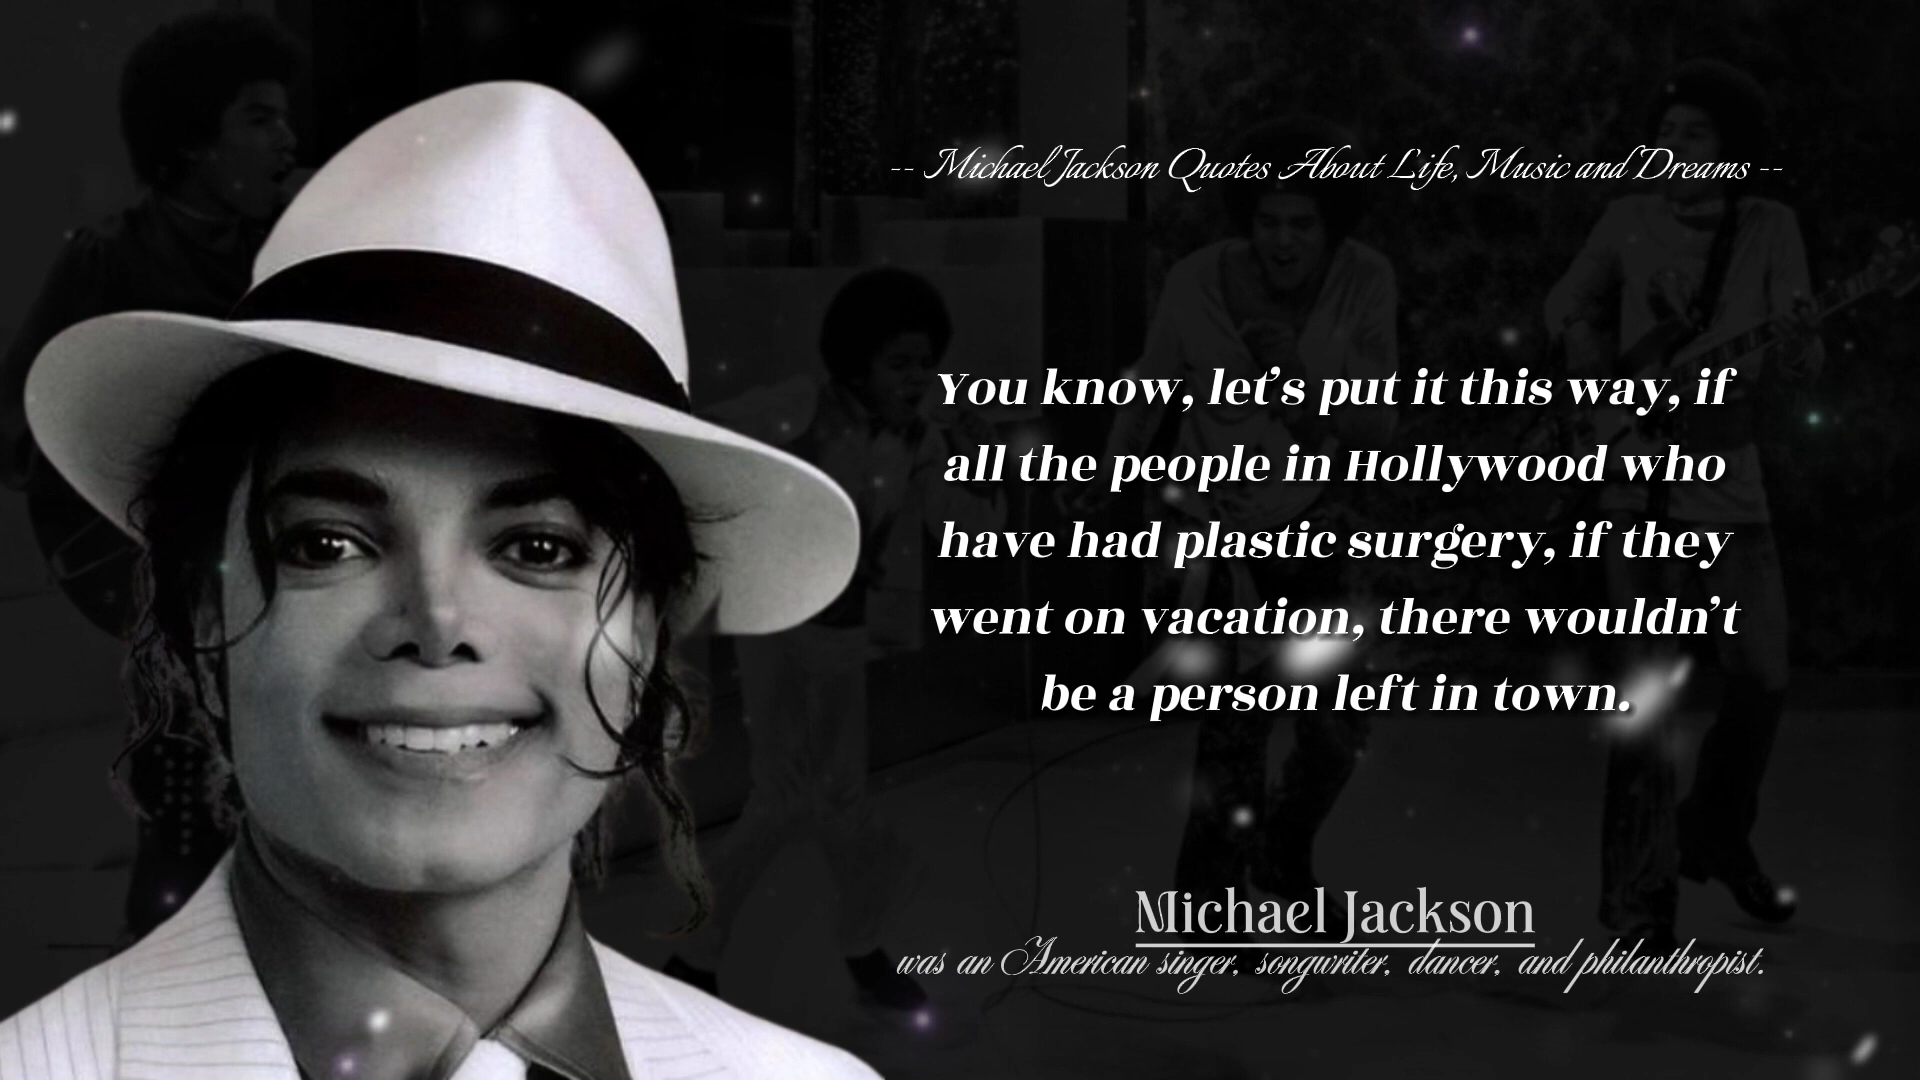 -- Michael Jackson Quotes About Life, Music and Dreams --
You know, let’s put it this way, if
all the people in Hollywood who
have had plastic surgery, if they
went on vacation, there wouldn’t
be a person left in town.
Michael Jackson
was an American singer, songwriter, dancer, and philanthropist.